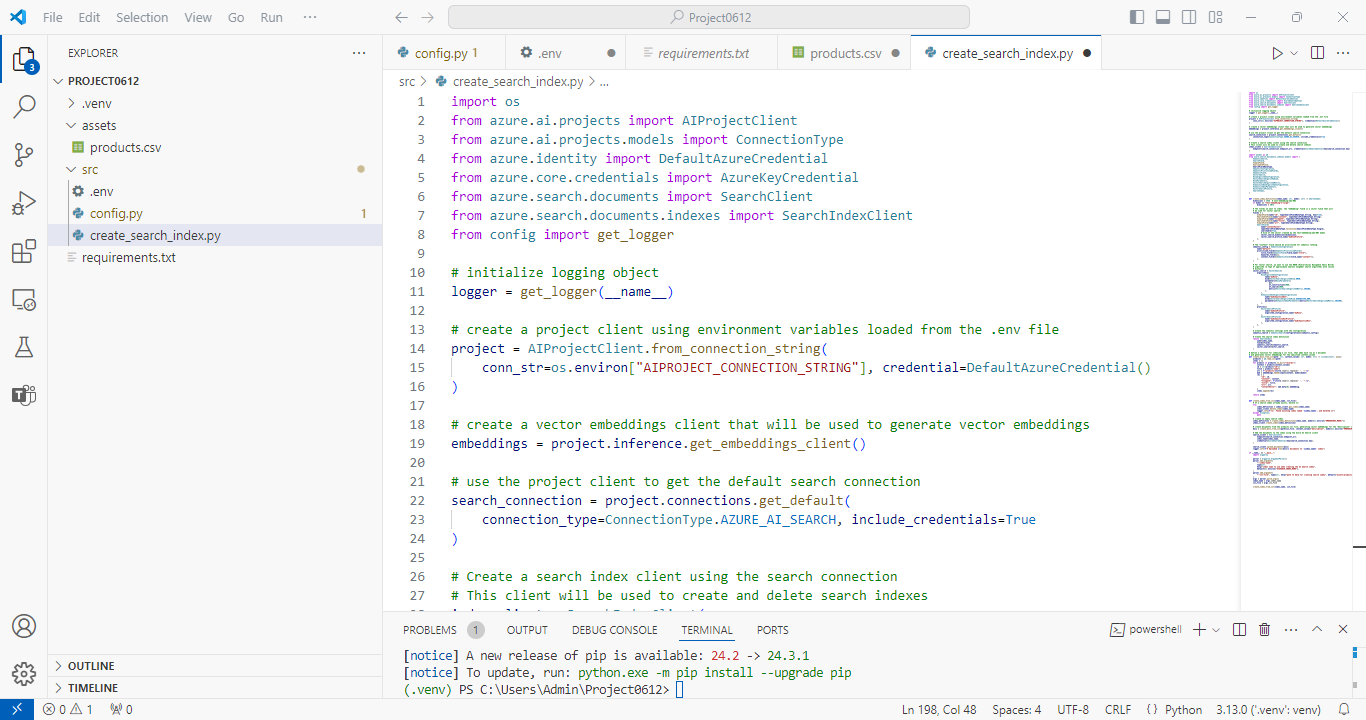 File Edit Selection View Go Run ··· Project0612
EXPLORER ···
PROJECT0612
.venv
assets
products.csv
src
.env
config.py 1
create_search_index.py
requirements.txt
OUTLINE
TIMELINE
3
config.py 1 .env requirements.txt products.csv create_search_index.py
src > create_search_index.py > ...
1 import os
2 from azure.ai.projects import AIProjectClient
3 from azure.ai.projects.models import ConnectionType
4 from azure.identity import DefaultAzureCredential
5 from azure.core.credentials import AzureKeyCredential
6 from azure.search.documents import SearchClient
7 from azure.search.documents.indexes import SearchIndexClient
8 from config import get_logger
9
10 # initialize logging object
11 logger = get_logger(__name__)
12
13 # create a project client using environment variables loaded from the .env file
14 project = AIProjectClient.from_connection_string(
15 conn_str=os.environ["AIPROJECT_CONNECTION_STRING"], credential=DefaultAzureCredential()
16 )
17
18 # create a vector embeddings client that will be used to generate vector embeddings
19 embeddings = project.inference.get_embeddings_client()
20
21 # use the project client to get the default search connection
22 search_connection = project.connections.get_default(
23 connection_type=ConnectionType.AZURE_AI_SEARCH, include_credentials=True
24 )
25
26 # Create a search index client using the search connection
27 # This client will be used to create and delete search indexes
PROBLEMS 1 OUTPUT DEBUG CONSOLE TERMINAL PORTS powershell
[notice] A new release of pip is available: 24.2 -> 24.3.1
[notice] To update, run: python.exe -m pip install --upgrade pip
(.venv) PS C:\Users\Admin\Project0612>
0 1 0 Ln 198, Col 48 Spaces: 4 UTF-8 CRLF {} Python 3.13.0 ('.venv': venv)